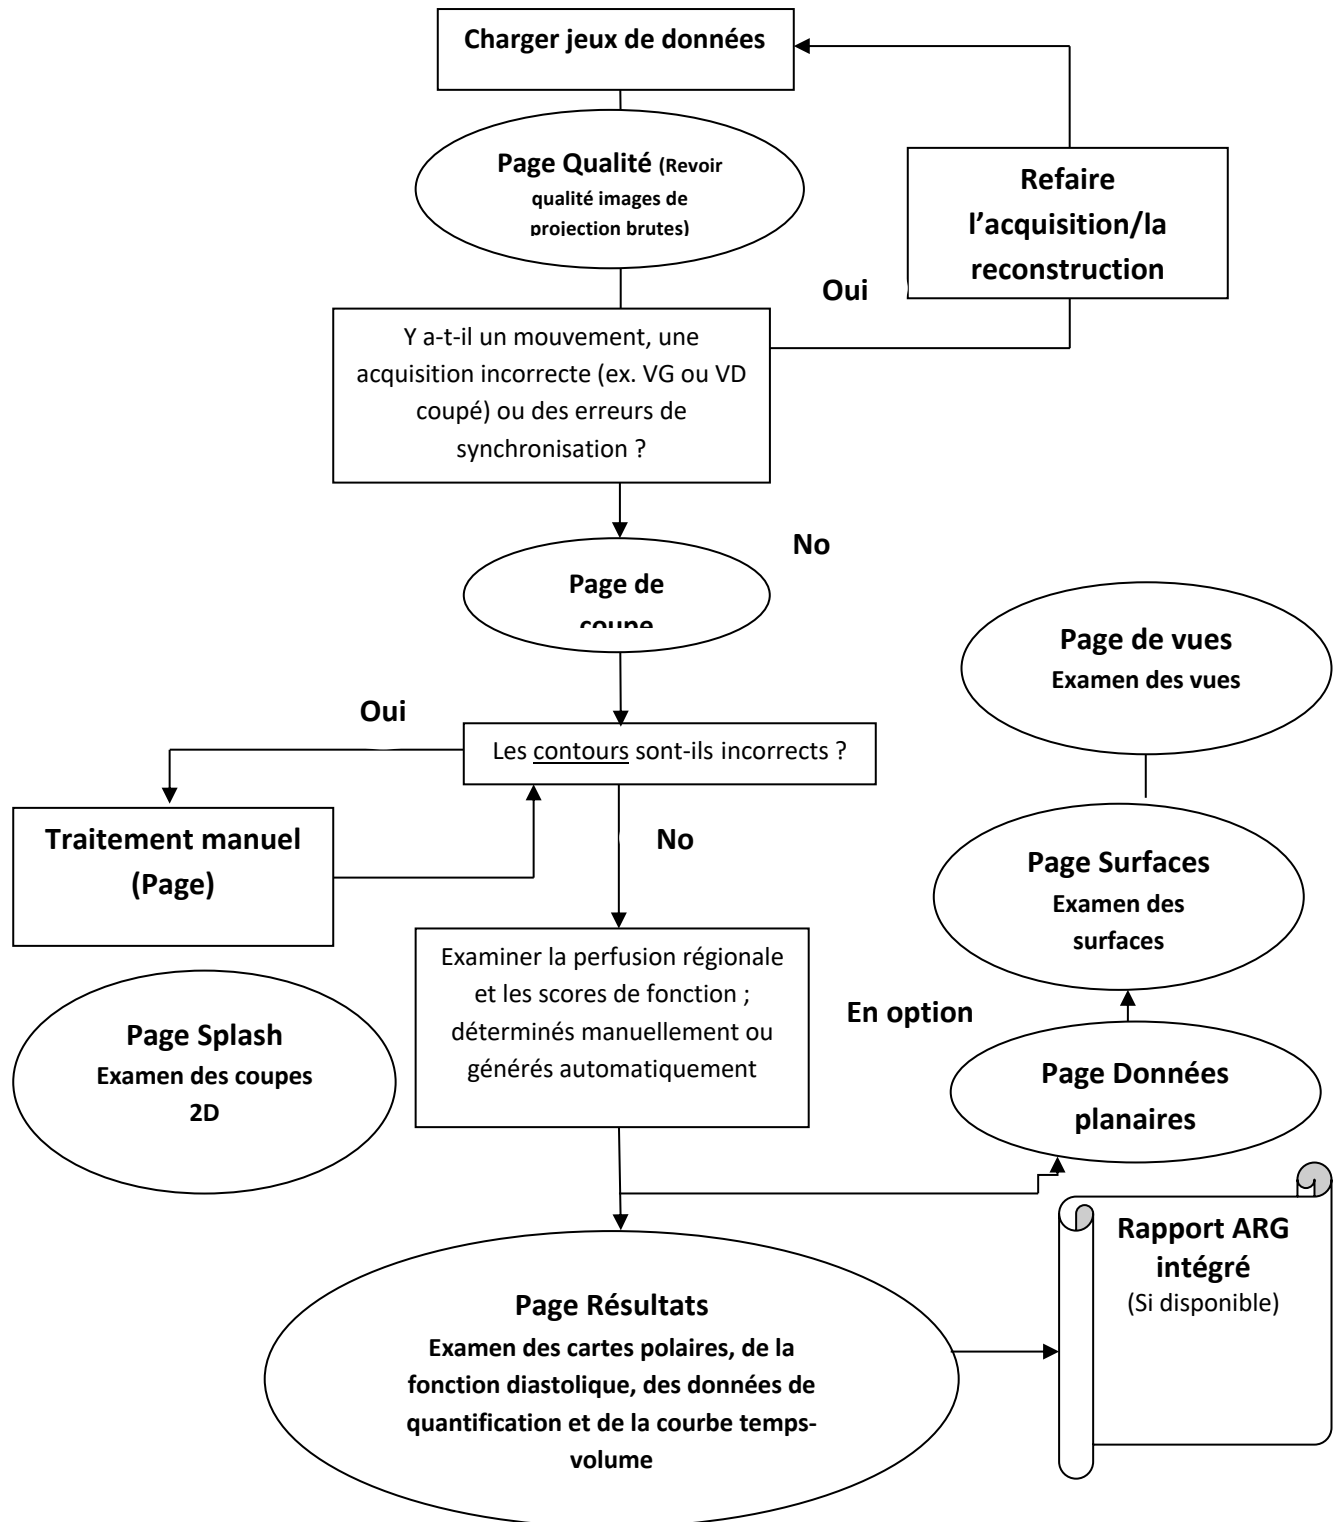 Charger jeux de données
Page Qualité (Revoir
qualité images de
projection brutes)
Refaire
l’acquisition/la
reconstruction
Oui
Y a-t-il un mouvement, une
acquisition incorrecte (ex. VG ou VD
coupé) ou des erreurs de
synchronisation ?
No
Page de
coupe
Page de vues
Examen des vues
Oui
Les contours sont-ils incorrects ?
Traitement manuel
(Page)
No
Page Surfaces
Examen des
surfaces
Examiner la perfusion régionale
et les scores de fonction ;
déterminés manuellement ou
générés automatiquement
En option
Page Splash
Examen des coupes
2D
Page Données
planaires
Rapport ARG
intégré
(Si disponible)
Page Résultats
Examen des cartes polaires, de la
fonction diastolique, des données de
quantification et de la courbe temps-
volume